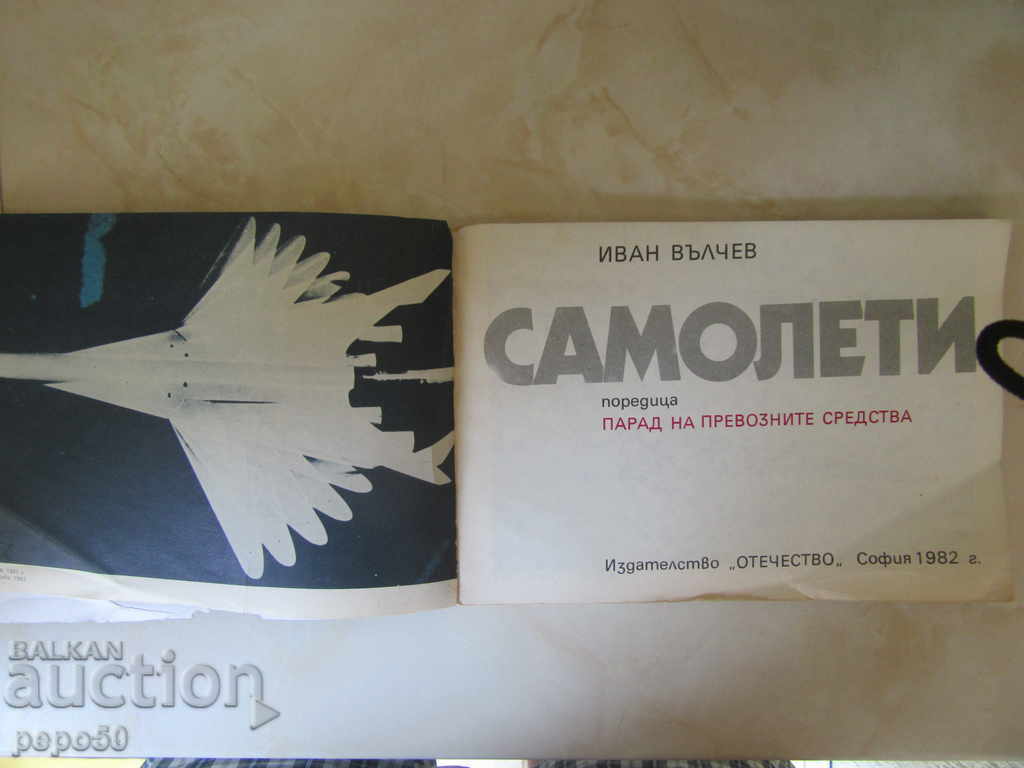 ИВАН ВЪЛЧЕВ
САМОЛЕТИ
поредица
ПАРАД НА ПРЕВОЗНИТЕ СРЕДСТВА
Издателство „ОТЕЧЕСТВО„ София 1982 г.
BALKAN
auction
pepo50